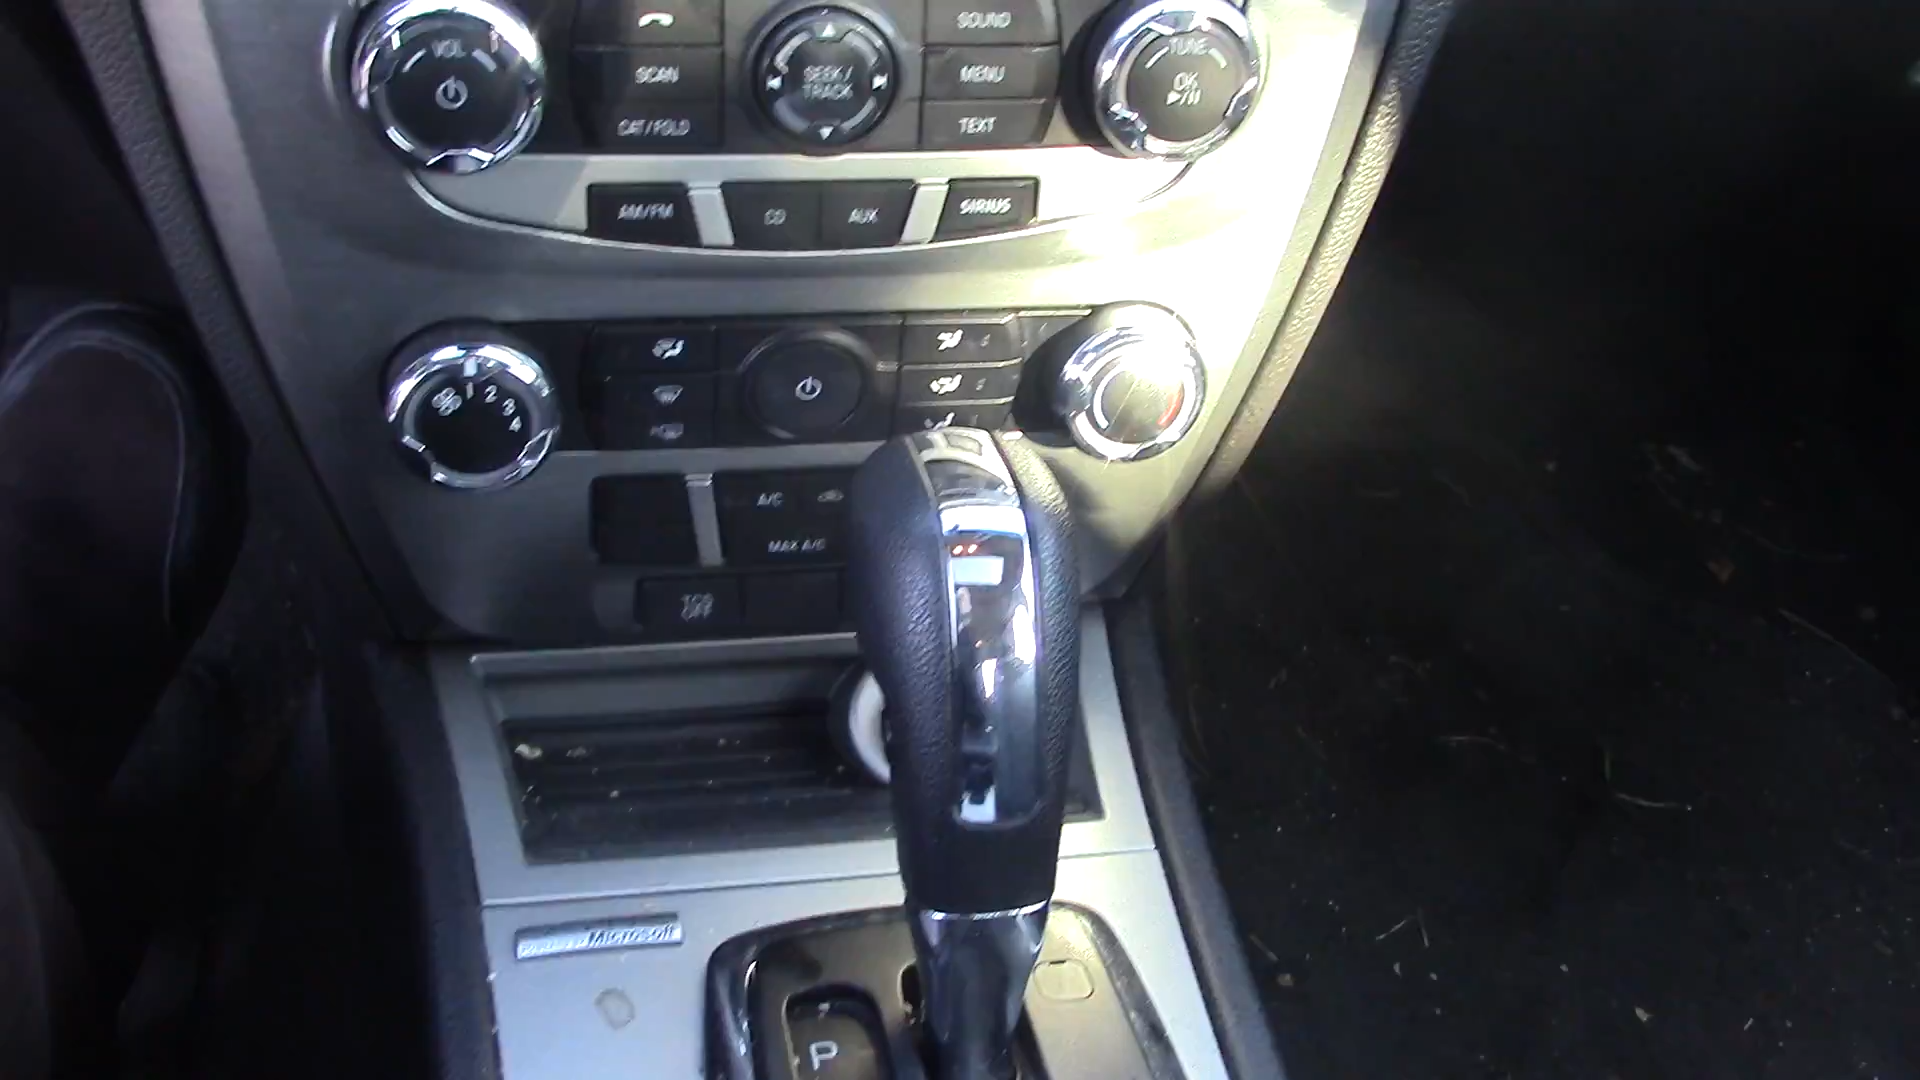 VOL
SCAN
CAT/FOLD
SEEK/
TRACK
SOUND
MENU
TEXT
TUNE
OK
AM/FM
CD
AUX
SIRIUS
1 2 3 4
A/C
MAX A/C
OFF
Microsoft
P